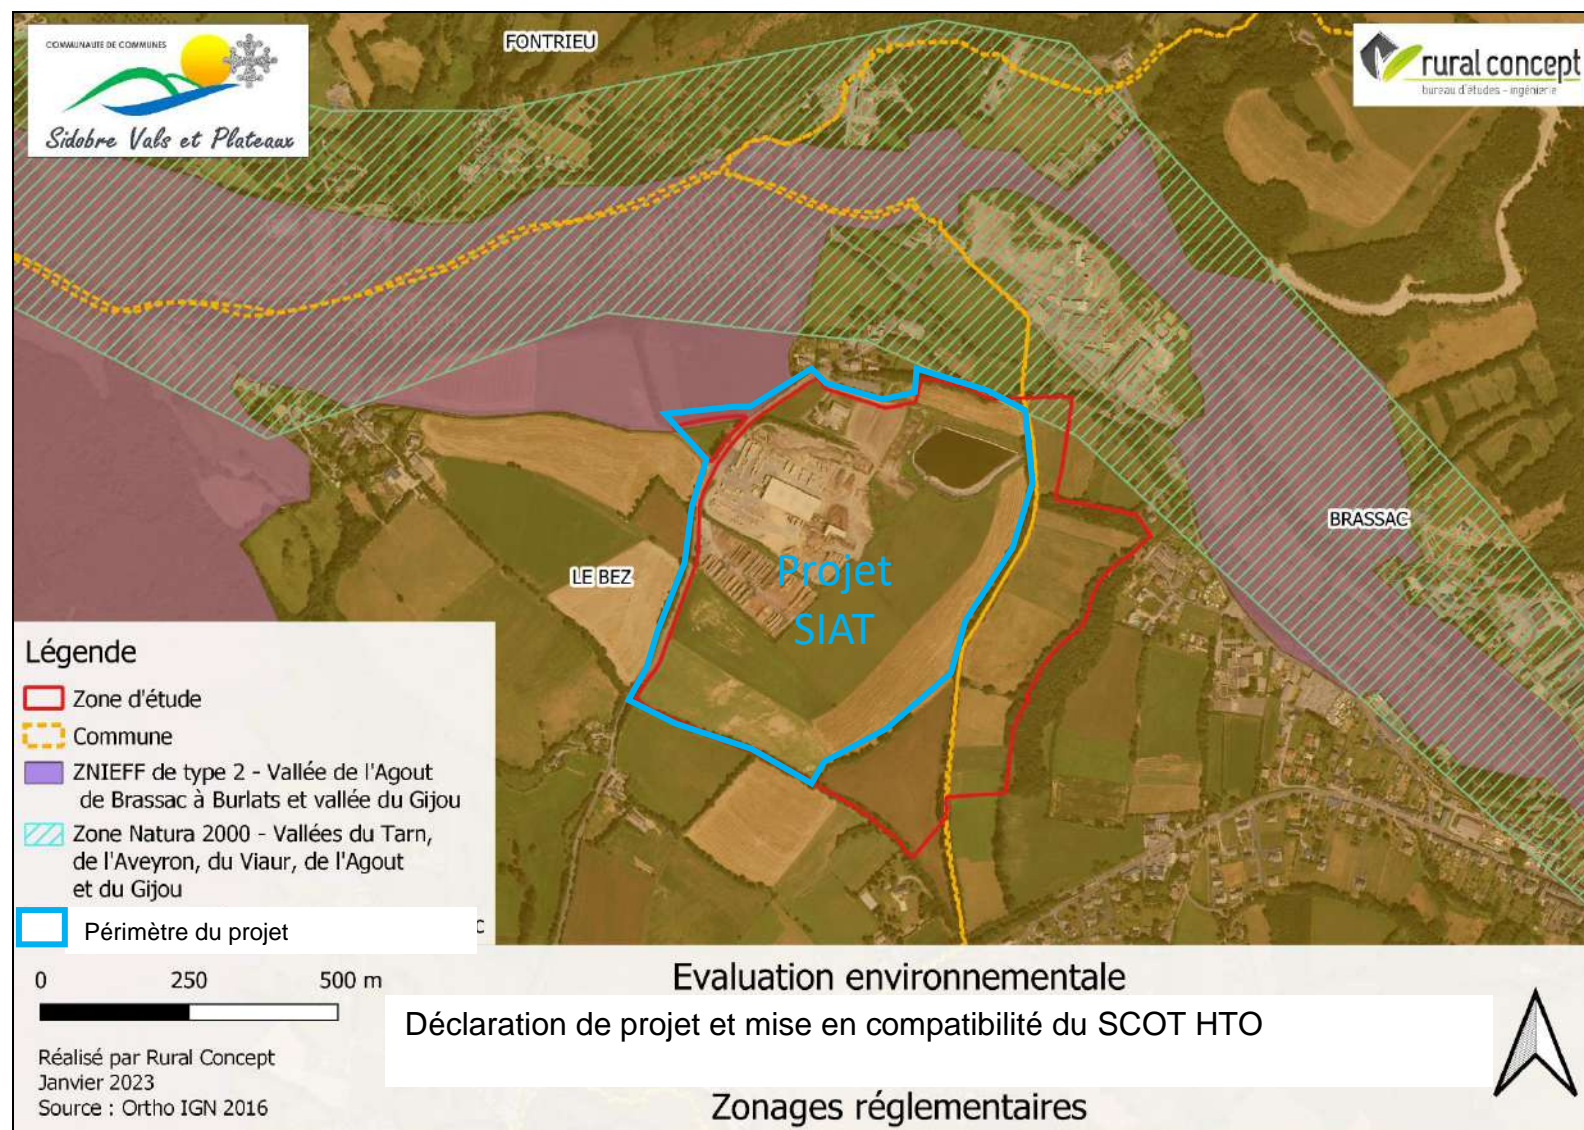 COMMUNAUTE DE COMMUNES
Sidobre Vals et Plateaux
FONTRIEU
rural concept
bureau d'études - ingénierie
BRASSAC
LE BEZ
Projet
SIAT
Légende
Zone d'étude
Commune
ZNIEFF de type 2 - Vallée de l'Agout
de Brassac à Burlats et vallée du Gijou
Zone Natura 2000 - Vallées du Tarn,
de l'Aveyron, du Viaur, de l'Agout
et du Gijou
Périmètre du projet
c
0 250 500 m
Réalisé par Rural Concept
Janvier 2023
Source : Ortho IGN 2016
Evaluation environnementale
Déclaration de projet et mise en compatibilité du SCOT HTO
Zonages réglementaires